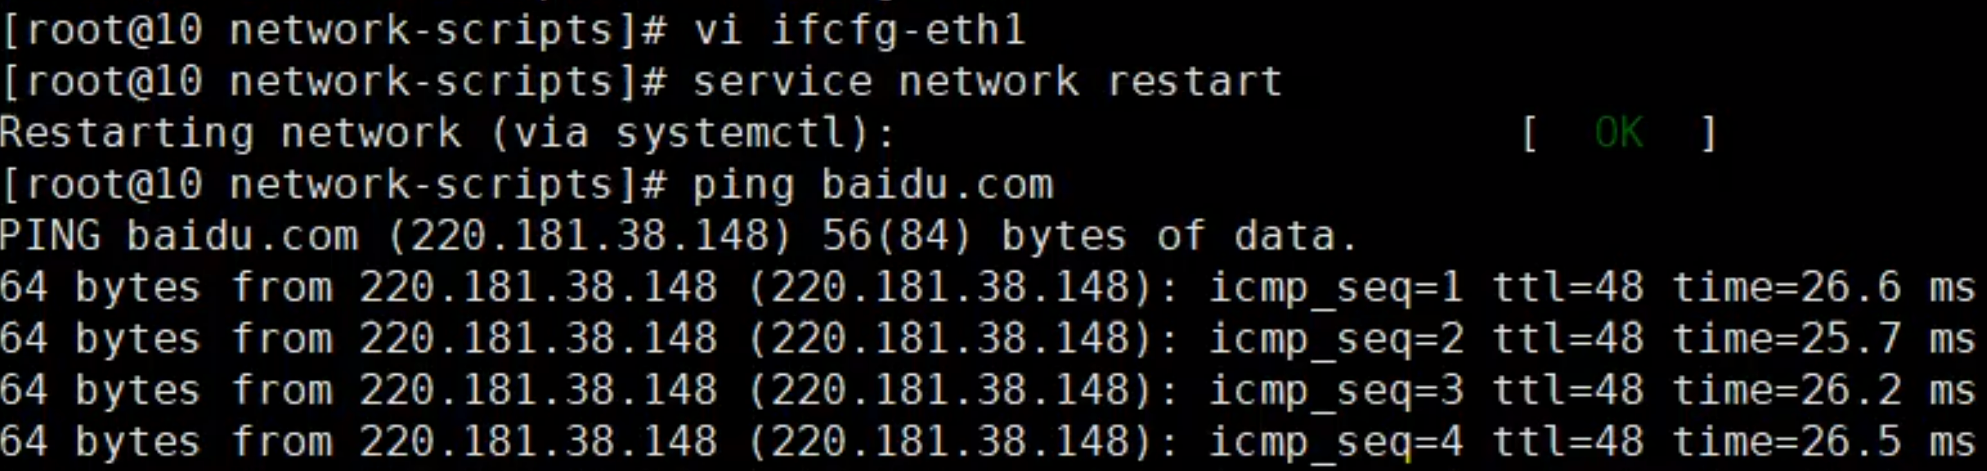 [root@10 network-scripts]# vi ifcfg-eth1
[root@10 network-scripts]# service network restart
Restarting network (via systemctl):                        [  OK  ]
[root@10 network-scripts]# ping baidu.com
PING baidu.com (220.181.38.148) 56(84) bytes of data.
64 bytes from 220.181.38.148 (220.181.38.148): icmp_seq=1 ttl=48 time=26.6 ms
64 bytes from 220.181.38.148 (220.181.38.148): icmp_seq=2 ttl=48 time=25.7 ms
64 bytes from 220.181.38.148 (220.181.38.148): icmp_seq=3 ttl=48 time=26.2 ms
64 bytes from 220.181.38.148 (220.181.38.148): icmp_seq=4 ttl=48 time=26.5 ms